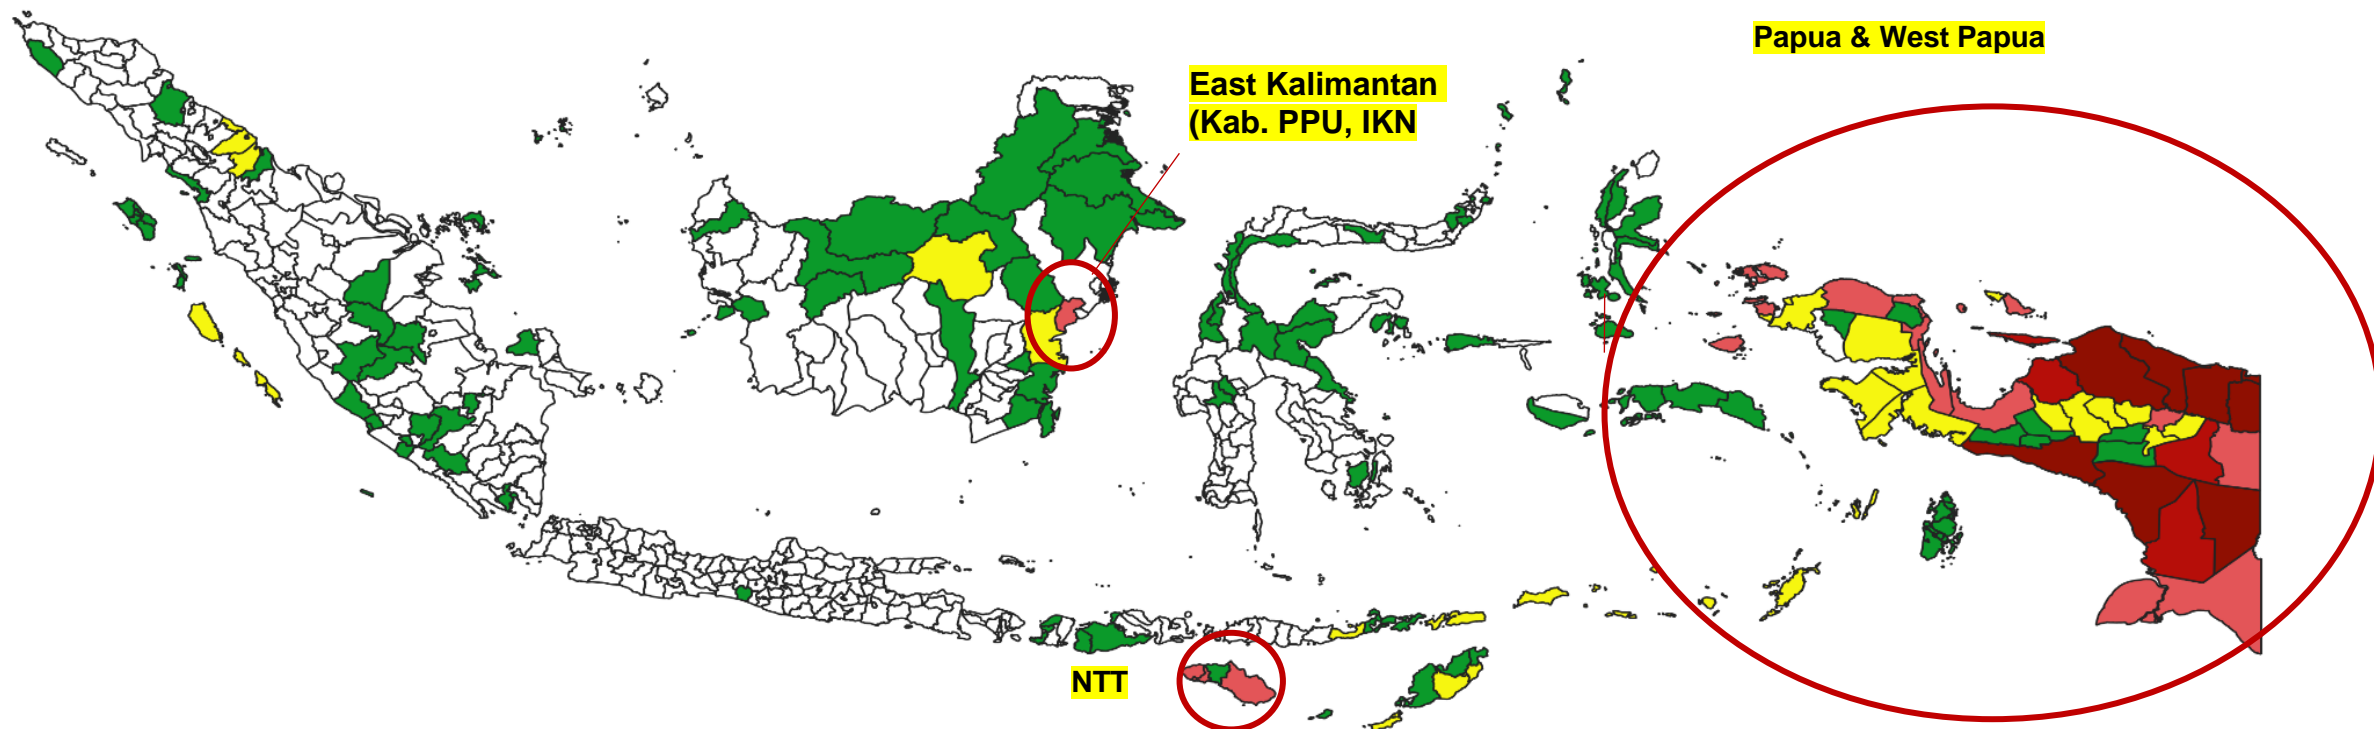 Papua & West Papua
East Kalimantan
(Kab. PPU, IKN
NTT